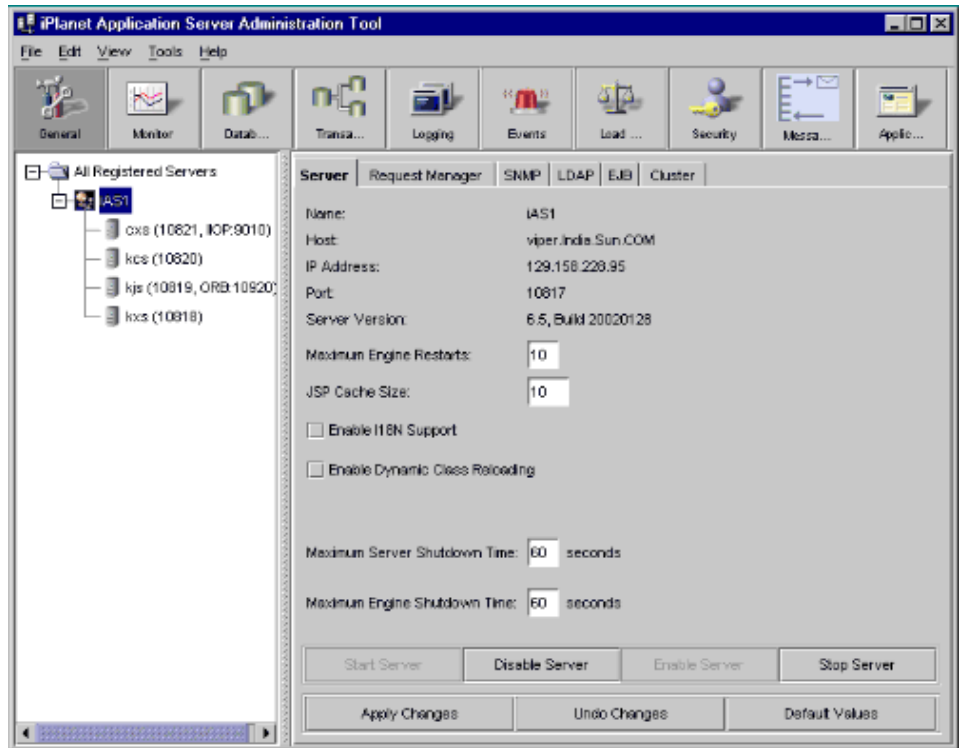 iPlanet Application Server Administration Tool
File Edit View Tools Help
General Monitor Datab... Transa... Logging Events Load ... Security Messa... Applic...
All Registered Servers
iAS1
cxs (10821, IIOP:9010)
kcs (10820)
kjs (10819, ORB:10920)
kxs (10818)
Server Request Manager SNMP LDAP EJB Cluster
Name: iAS1
Host: viper.India.Sun.COM
IP Address: 129.158.228.95
Port: 10817
Server Version: 6.5, Build 20020128
Maximum Engine Restarts: 10
JSP Cache Size: 10
Enable I18N Support
Enable Dynamic Class Reloading
Maximum Server Shutdown Time: 60 seconds
Maximum Engine Shutdown Time: 60 seconds
Start Server Disable Server Enable Server Stop Server
Apply Changes Undo Changes Default Values